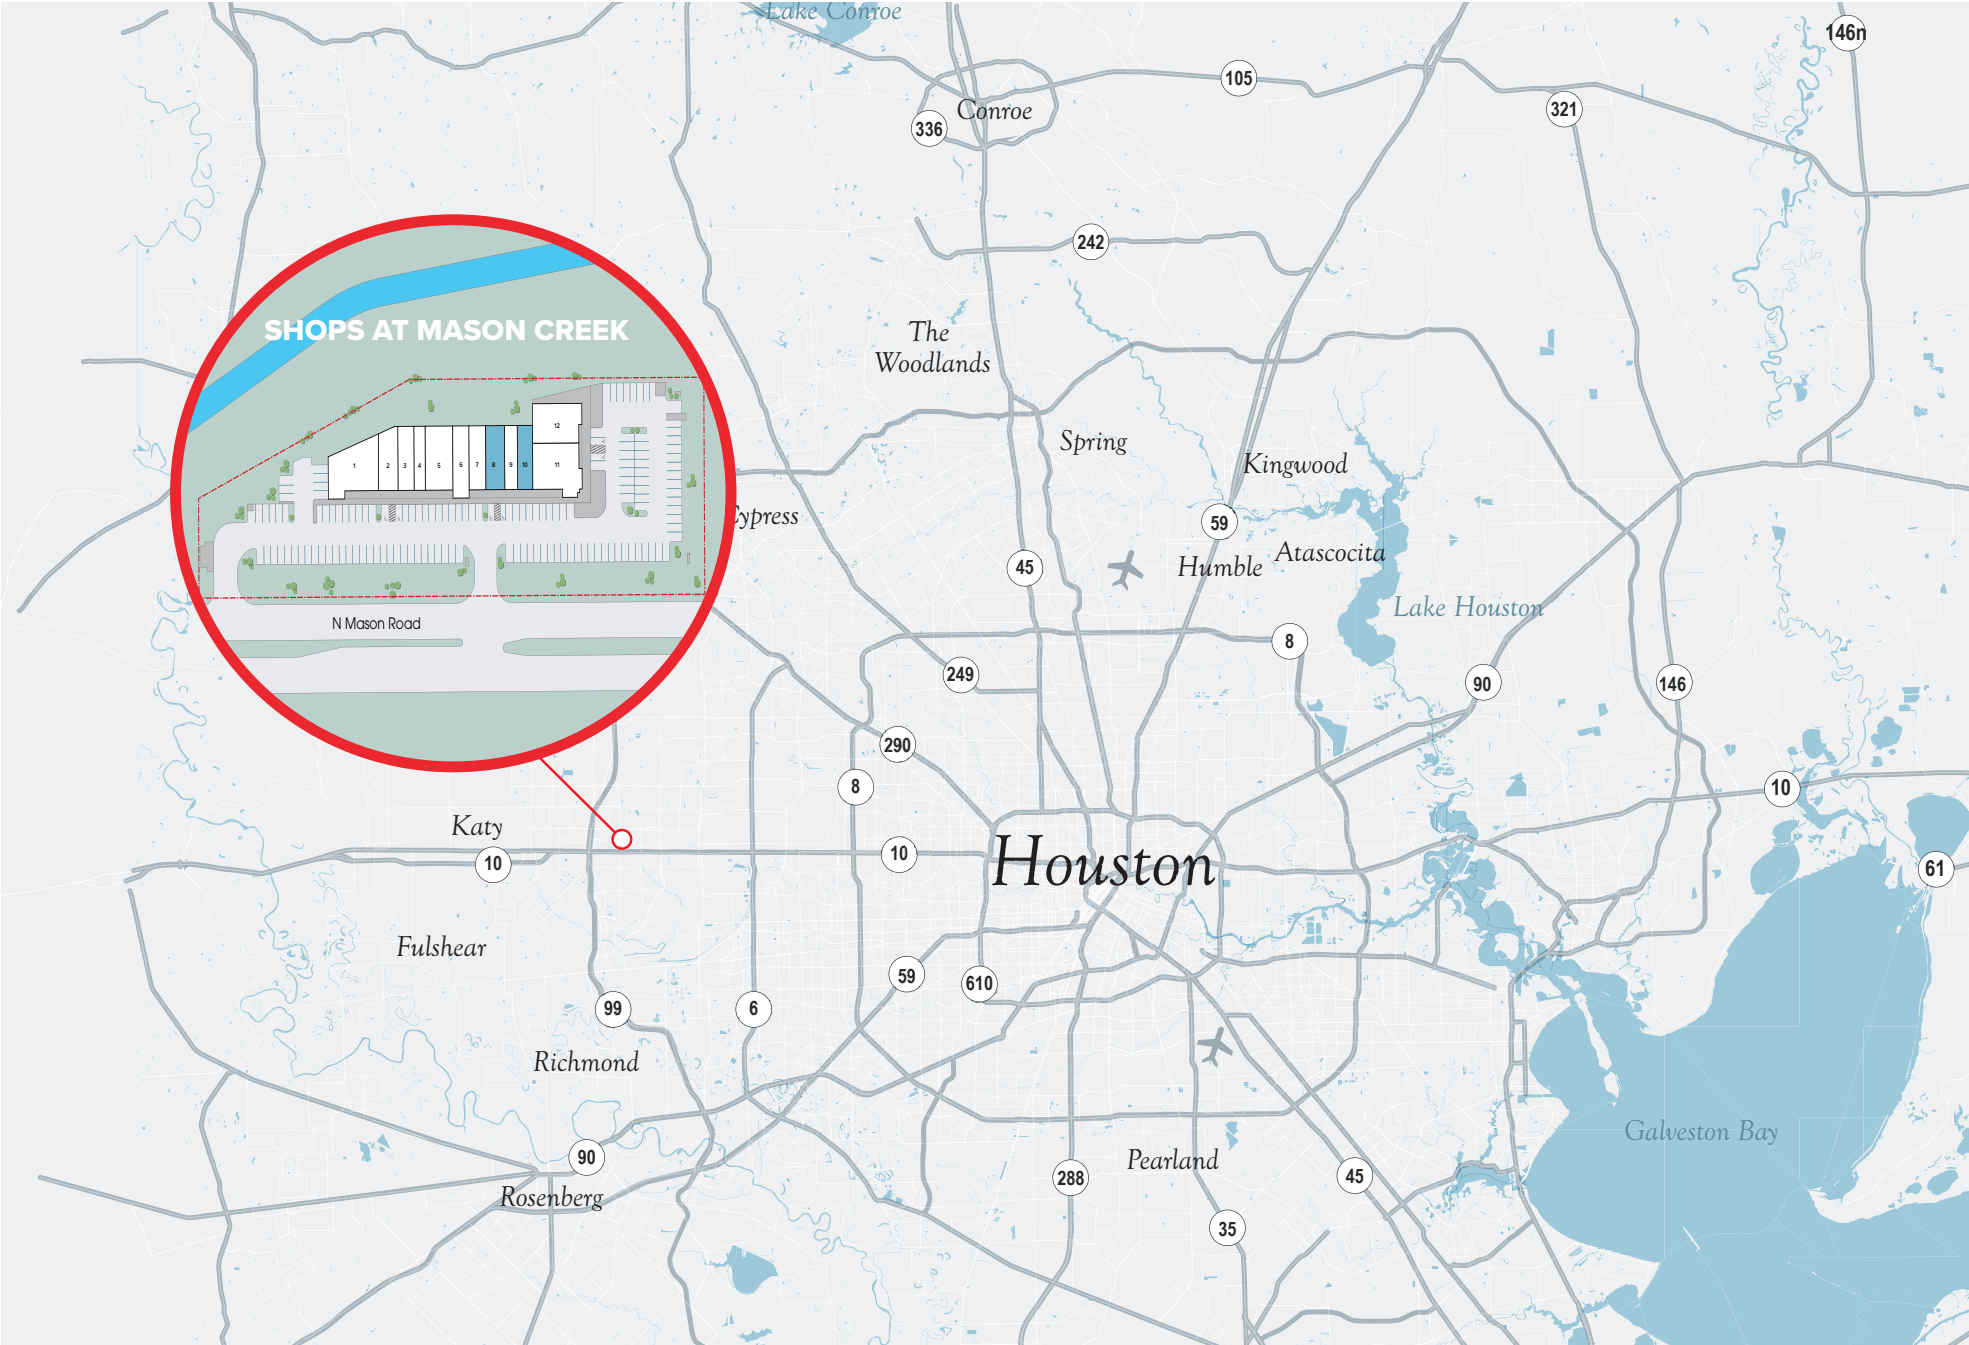 Lake Conroe
146n
105
321
Conroe
336
242
The
Woodlands
SHOPS AT MASON CREEK
12
1
2
3
4
5
6
7
8
9
10
11
N Mason Road
Spring
Kingwood
Cypress
59
Humble
Atascocita
45
Lake Houston
8
249
90
146
290
8
10
Katy
10
10
Houston
61
Fulshear
59
610
99
6
Richmond
Galveston Bay
90
Pearland
288
45
Rosenberg
35